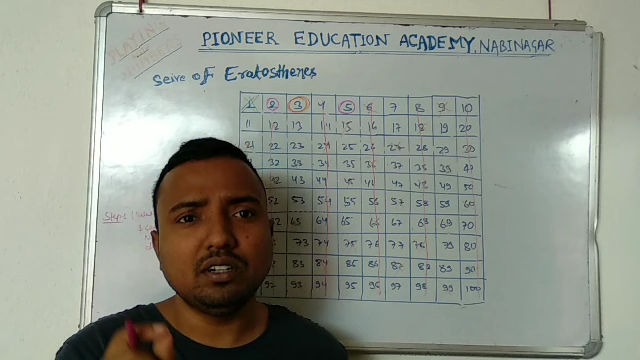 PLAYING
NUMBERS
PIONEER EDUCATION ACADEMY, NABINAGAR
Seive of Eratosthenes
1 2 3 4 5 6 7 8 9 10
11 12 13 14 15 16 17 18 19 20
21 22 23 24 25 26 27 28 29 30
32 33 34 35 36 37 38 39 40
42 43 44 45 46 47 48 49 50
52 53 54 55 56 57 58 59 60
Steps
62 63 64 65 66 67 68 69 70
73 74 75 76 77 78 79 80
83 84 85 86 87 88 89 90
92 93 94 95 96 97 98 99 100